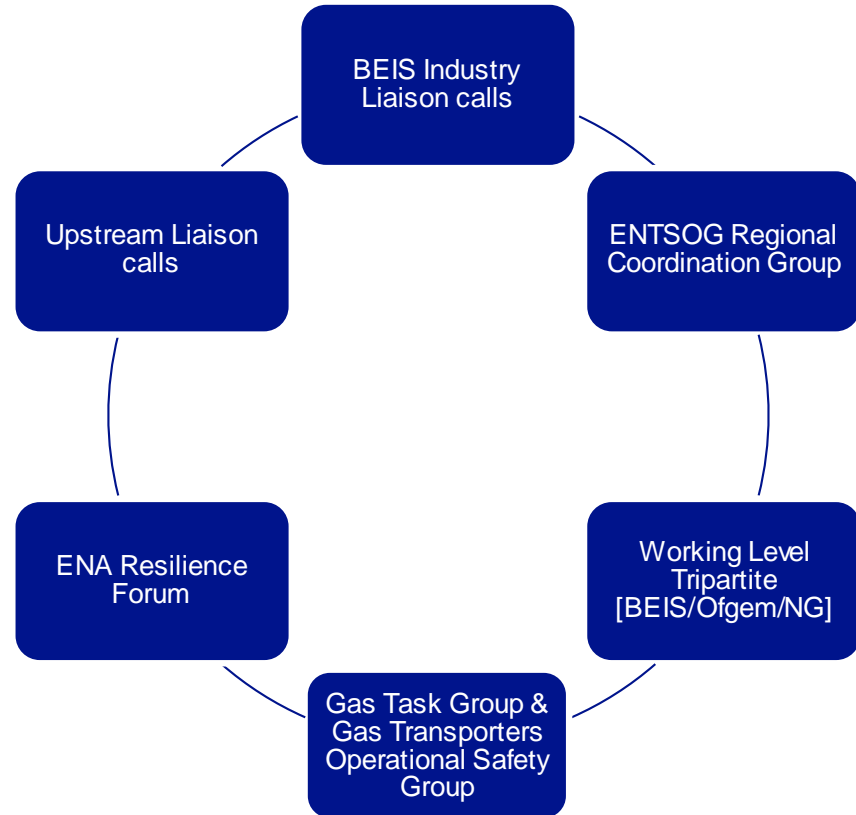 BEIS Industry
Liaison calls
Upstream Liaison
calls
ENTSOG Regional
Coordination Group
ENA Resilience
Forum
Working Level
Tripartite
[BEIS/Ofgem/NG]
Gas Task Group &
Gas Transporters
Operational Safety
Group